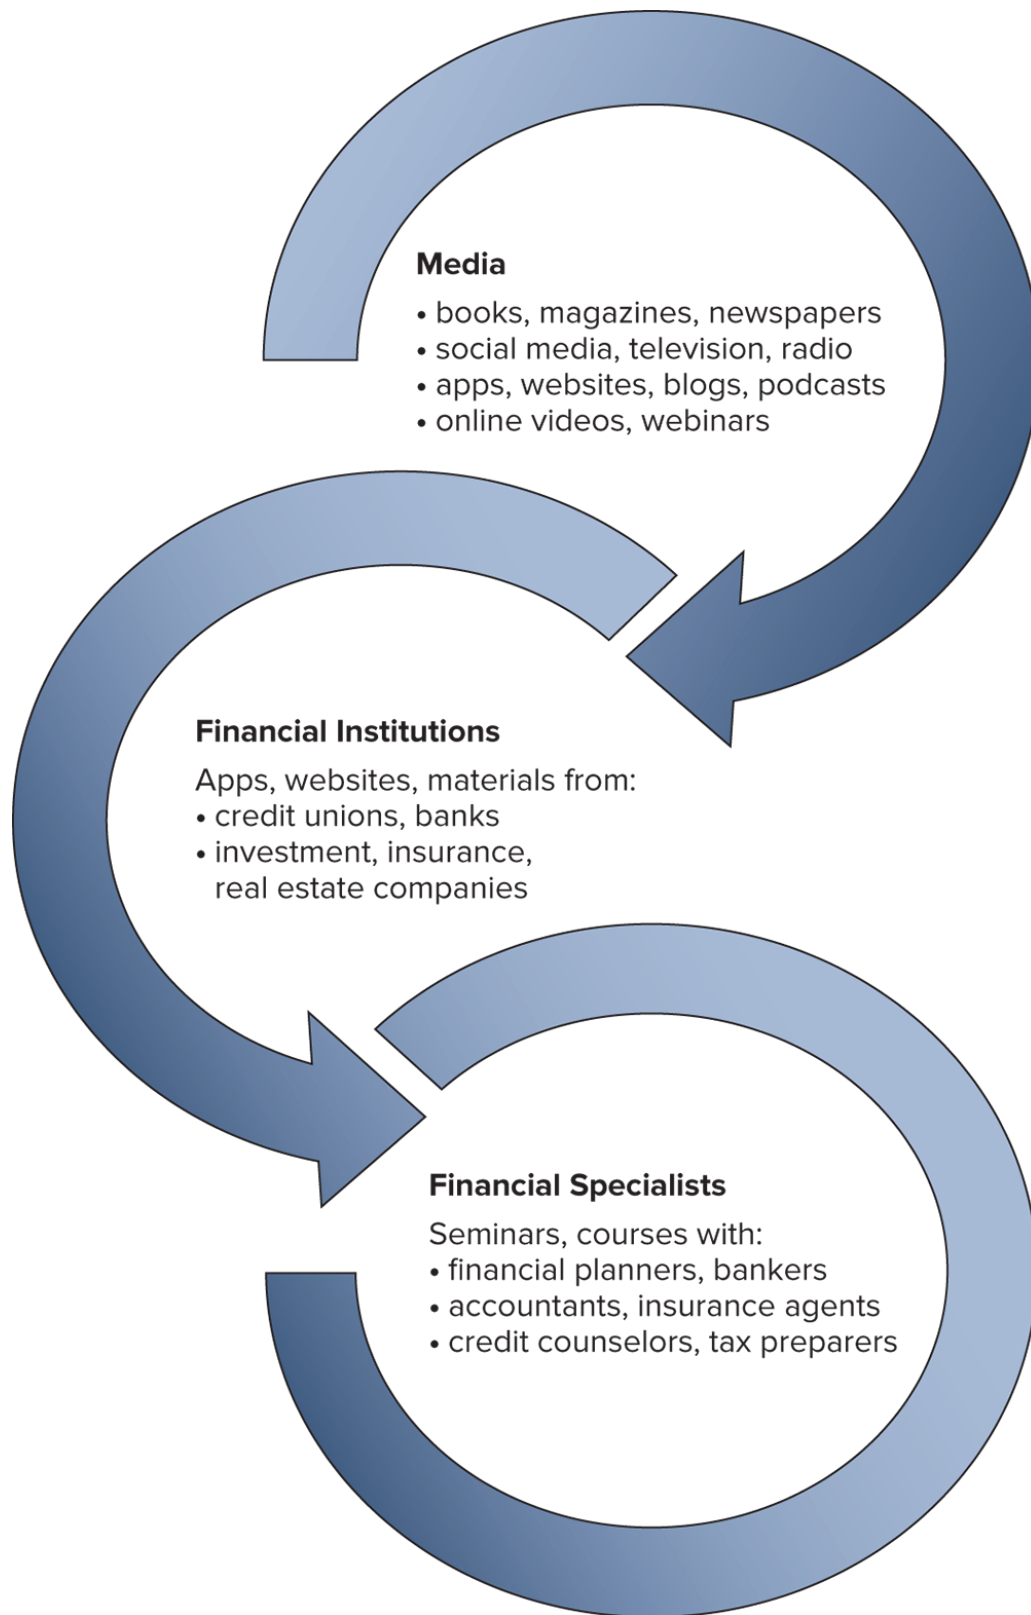 Media
• books, magazines, newspapers
• social media, television, radio
• apps, websites, blogs, podcasts
• online videos, webinars
Financial Institutions
Apps, websites, materials from:
• credit unions, banks
• investment, insurance,
real estate companies
Financial Specialists
Seminars, courses with:
• financial planners, bankers
• accountants, insurance agents
• credit counselors, tax preparers